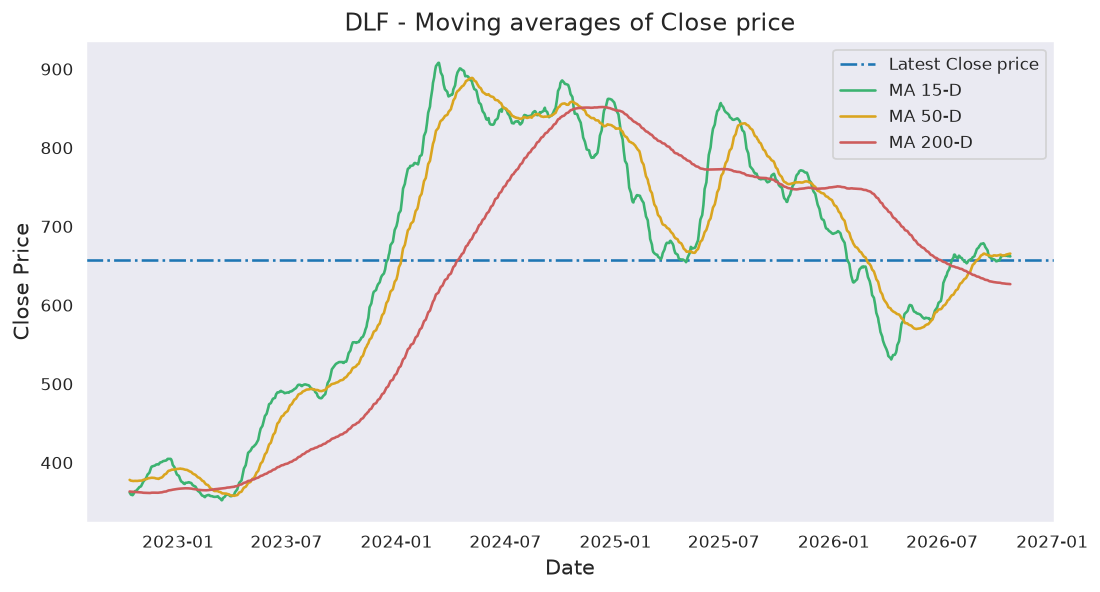 DLF - Moving averages of Close price
Latest Close price
MA 15-D
MA 50-D
MA 200-D
Close Price
900
800
700
600
500
400
2023-01 2023-07 2024-01 2024-07 2025-01 2025-07 2026-01 2026-07 2027-01
Date